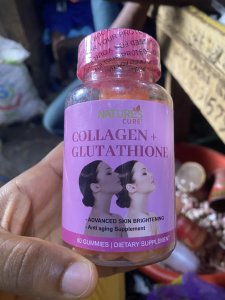 NATURE'S
CURE
COLLAGEN +
GLUTATHIONE
+ADVANCED SKIN BRIGHTENING
+Anti aging Supplement
60 GUMMIES | DIETARY SUPPLEMENT